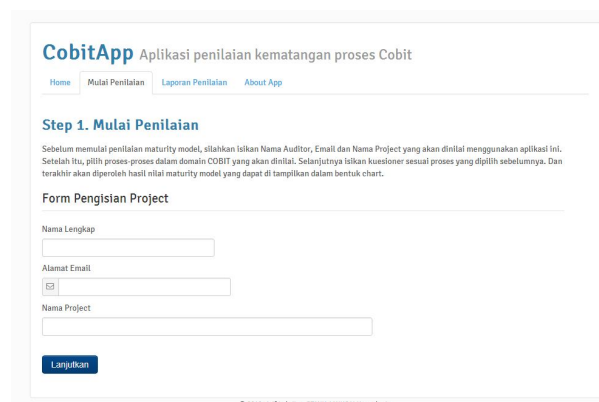 CobitApp Aplikasi penilaian kematangan proses Cobit
Home Mulai Penilaian Laporan Penilaian About App
Step 1. Mulai Penilaian
Sebelum memulai penilaian maturity model, silahkan isikan Nama Auditor, Email dan Nama Project yang akan dinilai menggunakan aplikasi ini.
Setelah itu, pilih proses-proses dalam domain COBIT yang akan dinilai. Selanjutnya isikan kuesioner sesuai proses yang dipilih sebelumnya. Dan
terakhir akan diperoleh hasil nilai maturity model yang dapat di tampilkan dalam bentuk chart.
Form Pengisian Project
Nama Lengkap
Alamat Email
Nama Project
Lanjutkan